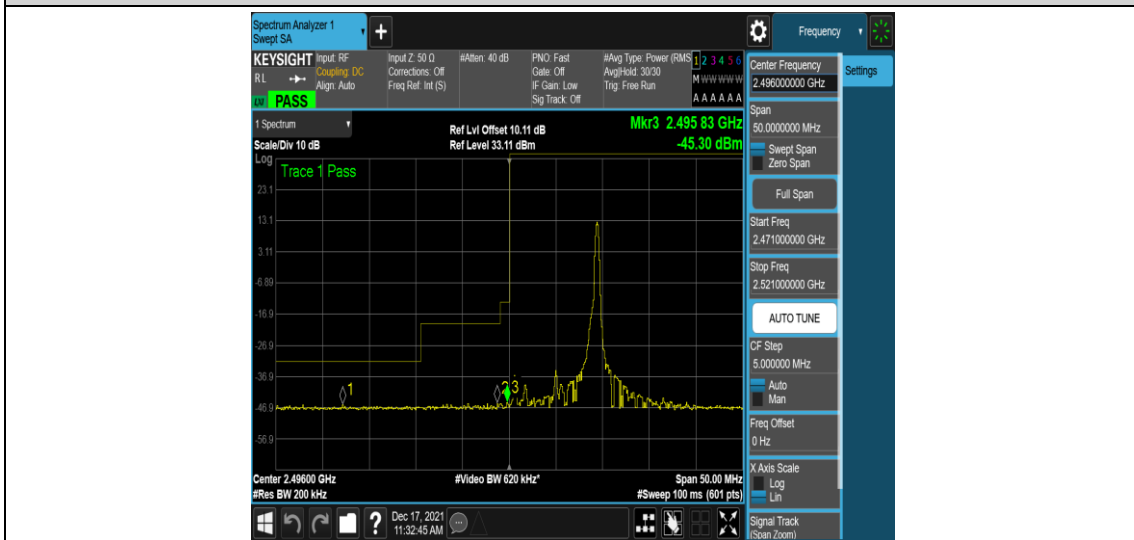 Spectrum Analyzer 1
Swept SA
+
Frequency
KEYSIGHT
RL
PASS
Input: RF
Coupling: DC
Align: Auto
Input Z: 50 Ω
Corrections: Off
Freq Ref: Int (S)
#Atten: 40 dB
PNO: Fast
Gate: Off
IF Gain: Low
Sig Track: Off
#Avg Type: Power (RMS
Avg|Hold: 30/30
Trig: Free Run
1 2 3 4 5 6
M W W W W W
A A A A A A
1 Spectrum
Scale/Div 10 dB
Ref Lvl Offset 10.11 dB
Ref Level 33.11 dBm
Mkr3 2.495 83 GHz
-45.30 dBm
Log
Trace 1 Pass
23.1
13.1
3.11
-6.89
-16.9
-26.9
-36.9
-46.9
-56.9
1
3
Center 2.49600 GHz
#Res BW 200 kHz
#Video BW 620 kHz*
Span 50.00 MHz
#Sweep 100 ms (601 pts)
Center Frequency
2.496000000 GHz
Settings
Span
50.0000000 MHz
Swept Span
Zero Span
Full Span
Start Freq
2.471000000 GHz
Stop Freq
2.521000000 GHz
AUTO TUNE
CF Step
5.000000 MHz
Auto
Man
Freq Offset
0 Hz
X Axis Scale
Log
Lin
Signal Track
(Span Zoom)
?
Dec 17, 2021
11:32:45 AM